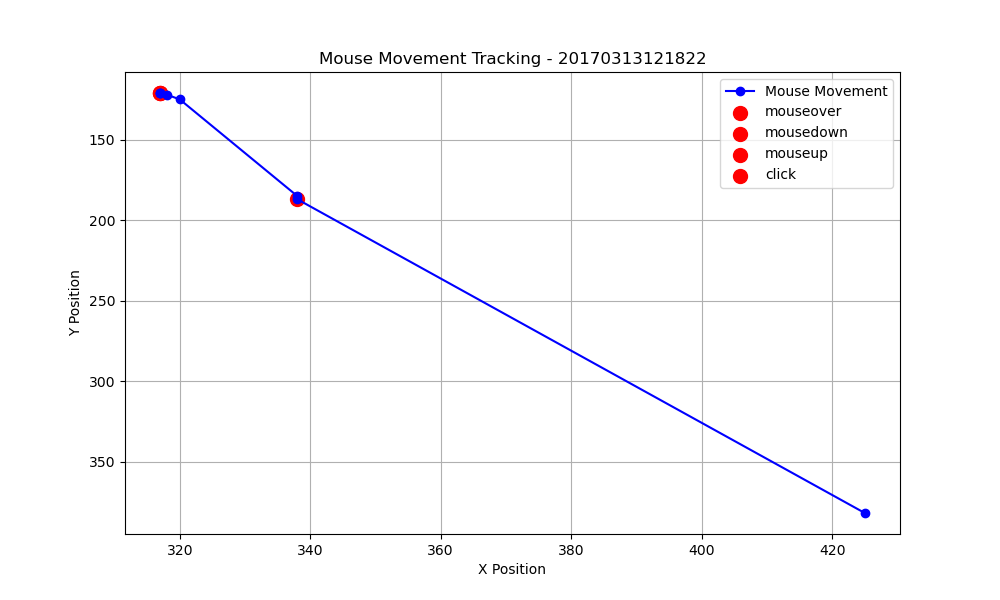 Mouse Movement Tracking - 20170313121822
Mouse Movement
mouseover
mousedown
mouseup
click
150
200
250
300
350
Y Position
320 340 360 380 400 420
X Position